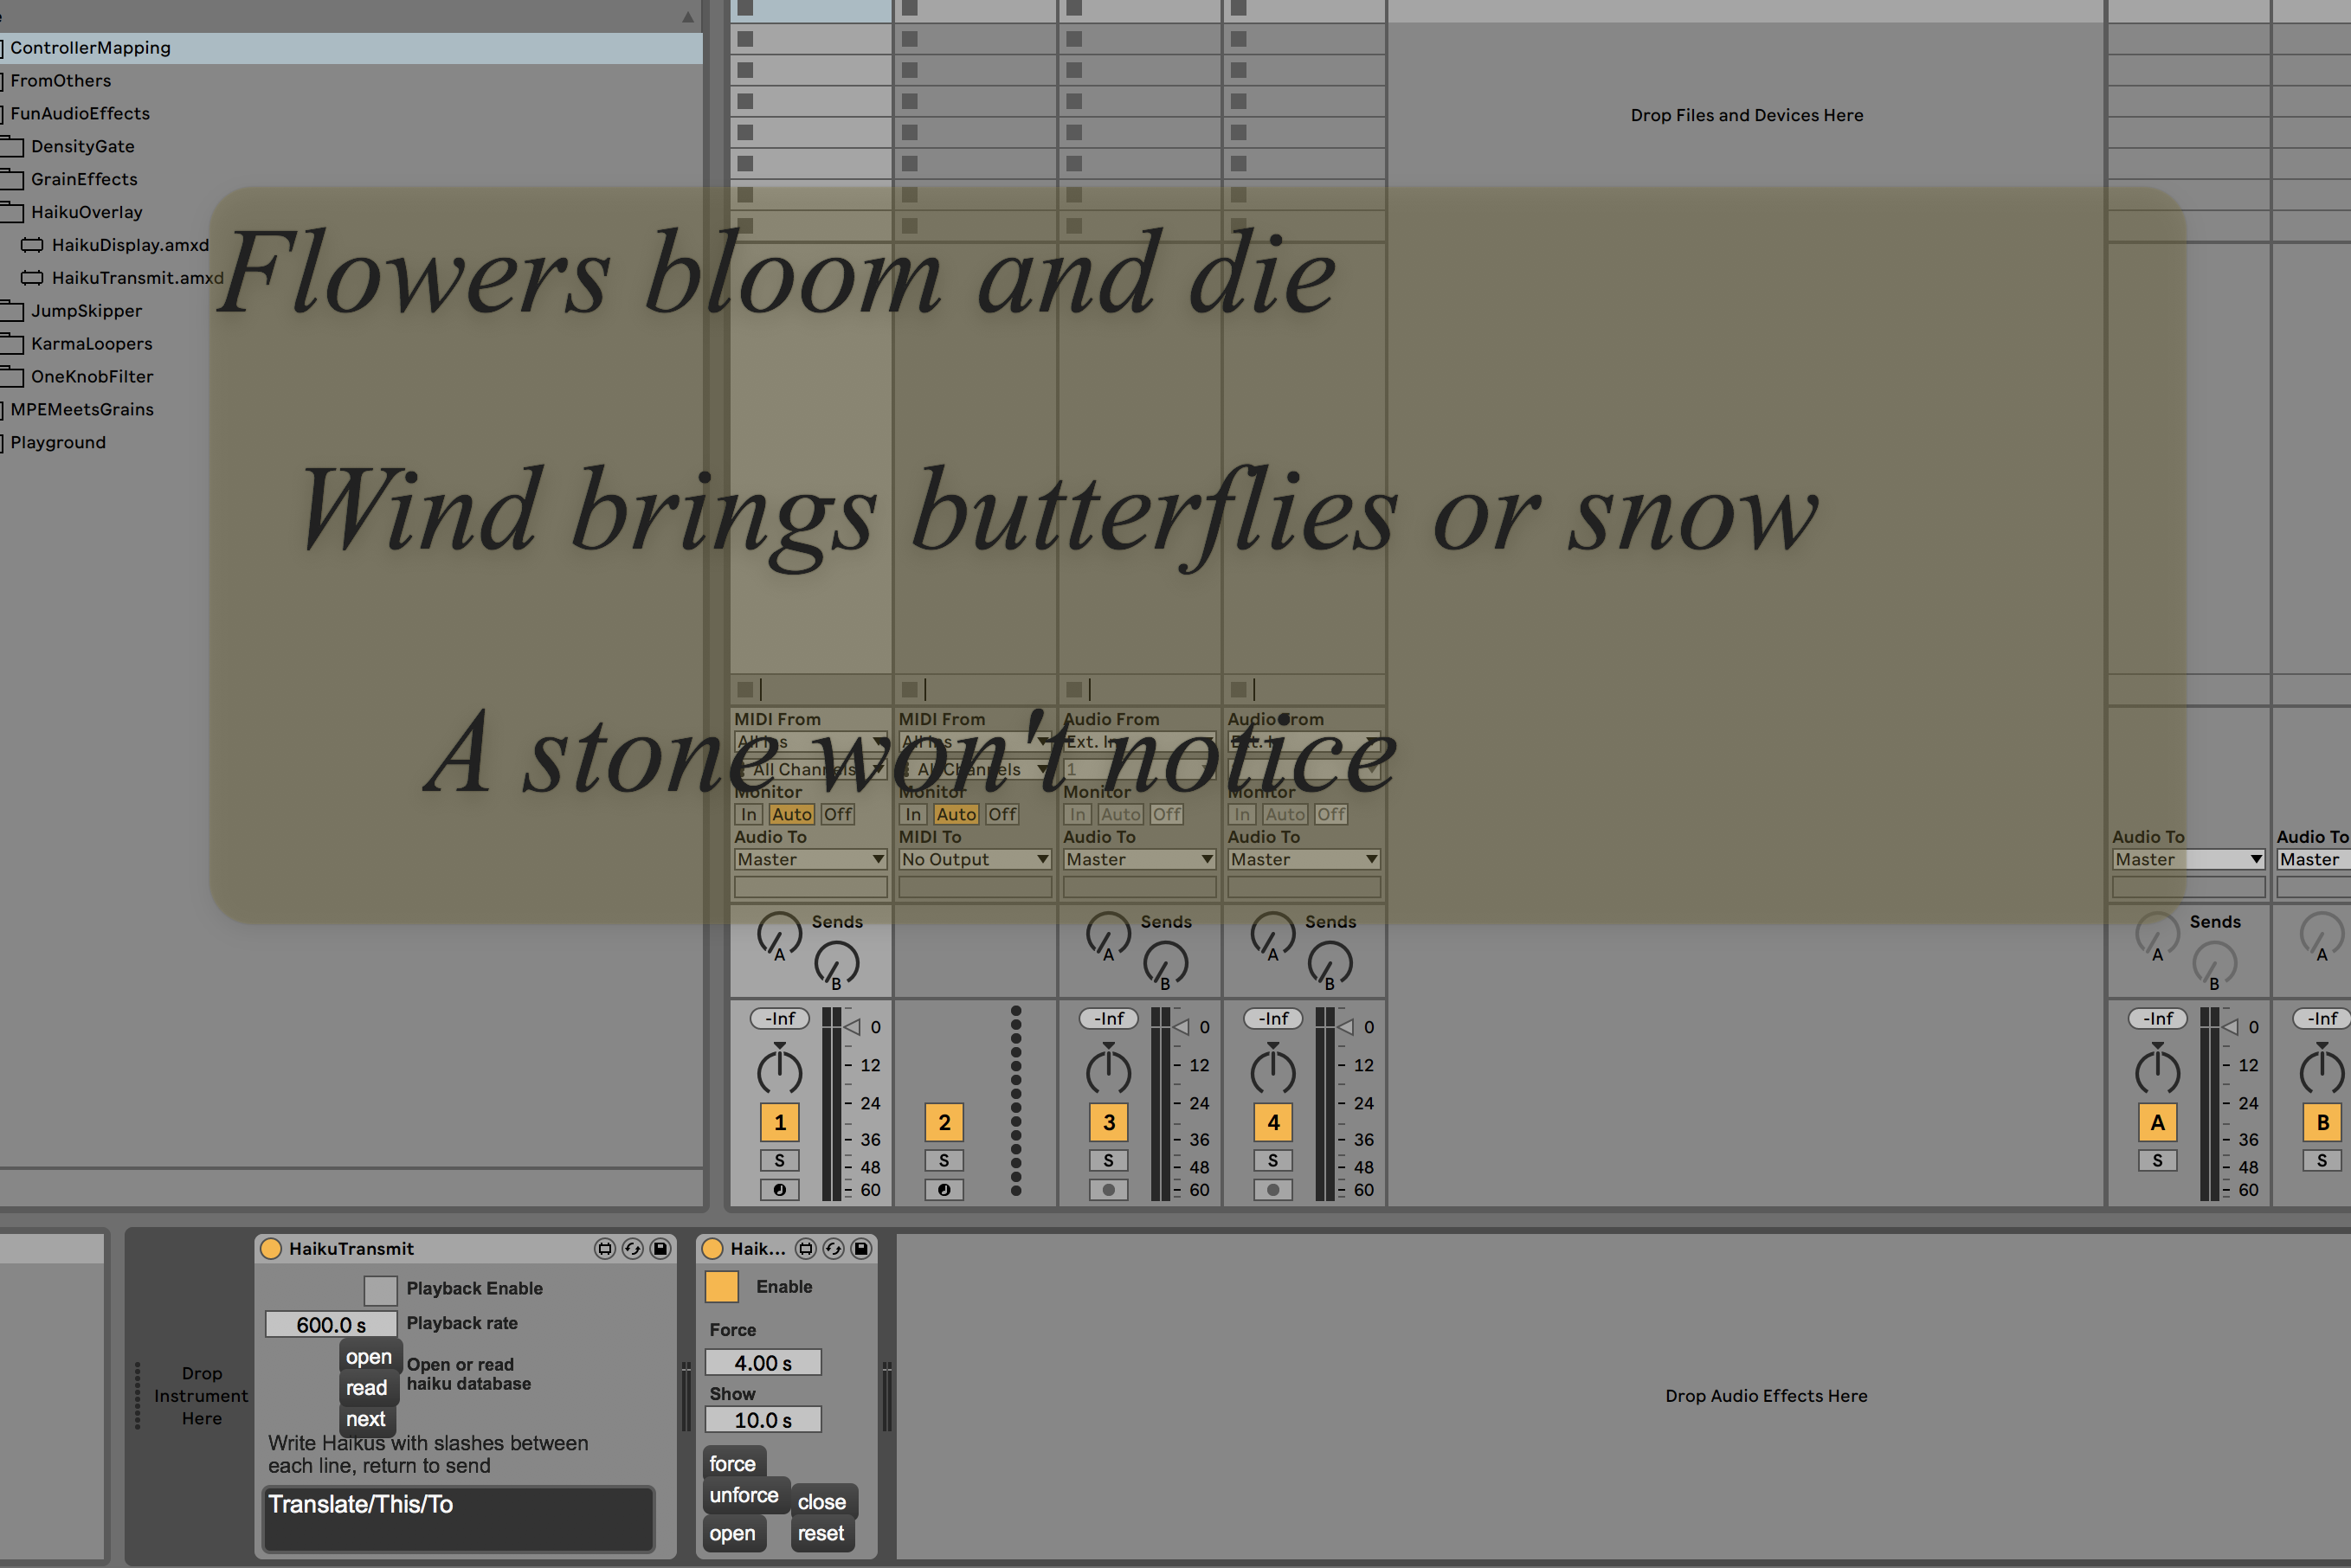 ControllerMapping
FromOthers
FunAudioEffects
DensityGate
GrainEffects
HaikuOverlay
HaikuDisplay.amxd
HaikuTransmit.amxd
JumpSkipper
KarmaLoopers
OneKnobFilter
MPEMeetsGrains
Playground
Drop Files and Devices Here
Flowers bloom and die
Wind brings butterflies or snow
A stone won't notice
MIDI From MIDI From Audio From Audio From
All Ins All Ins Ext. In Ext. In
All Channels All Channels 1
Monitor Monitor Monitor Monitor
In Auto Off In Auto Off In Auto Off In Auto Off
Audio To MIDI To Audio To Audio To Audio To Audio To
Master No Output Master Master Master Master
Sends Sends Sends Sends
A A A A A
B B B B
-Inf -Inf -Inf -Inf -Inf
0 0 0 0
12 12 12 12
24 24 24 24
1 2 3 4 A B
36 36 36 36
S S S S S S
48 48 48 48
60 60 60 60
Drop
Instrument
Here
HaikuTransmit
Playback Enable
600.0 s Playback rate
open
read
next
Open or read
haiku database
Write Haikus with slashes between
each line, return to send
Translate/This/To
Haik...
Enable
Force
4.00 s
Show
10.0 s
force
unforce close
open reset
Drop Audio Effects Here